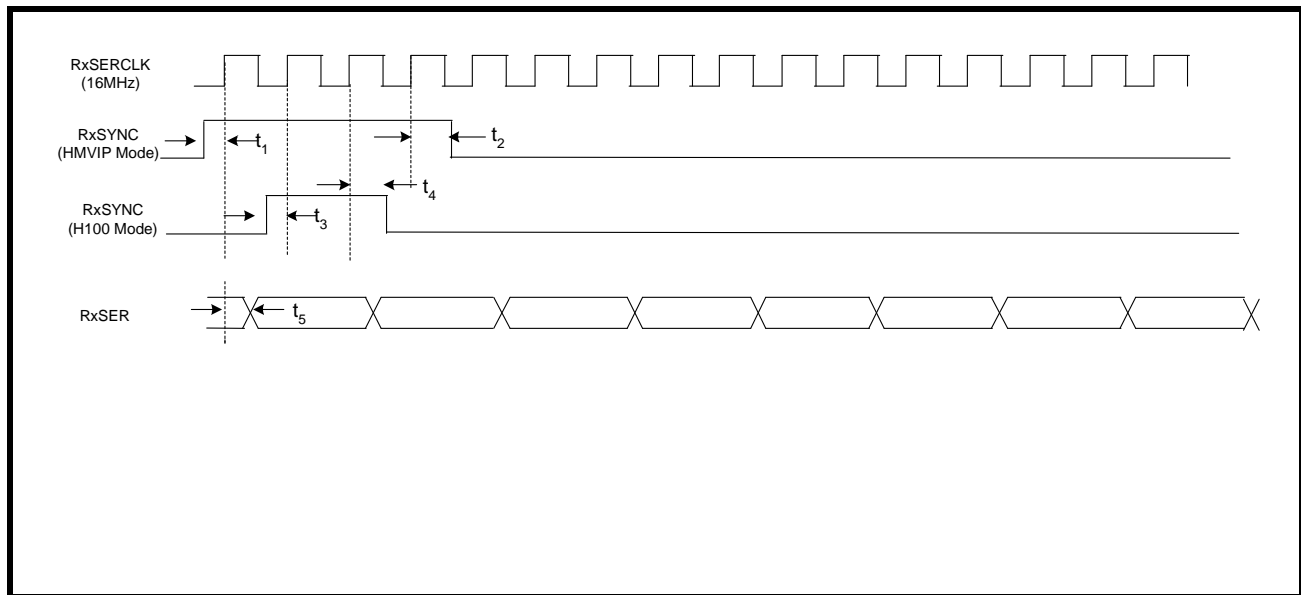 RxSERCLK
(16MHz)
RxSYNC
(HMVIP Mode)
t1
t2
t4
RxSYNC
(H100 Mode)
t3
RxSER
t5